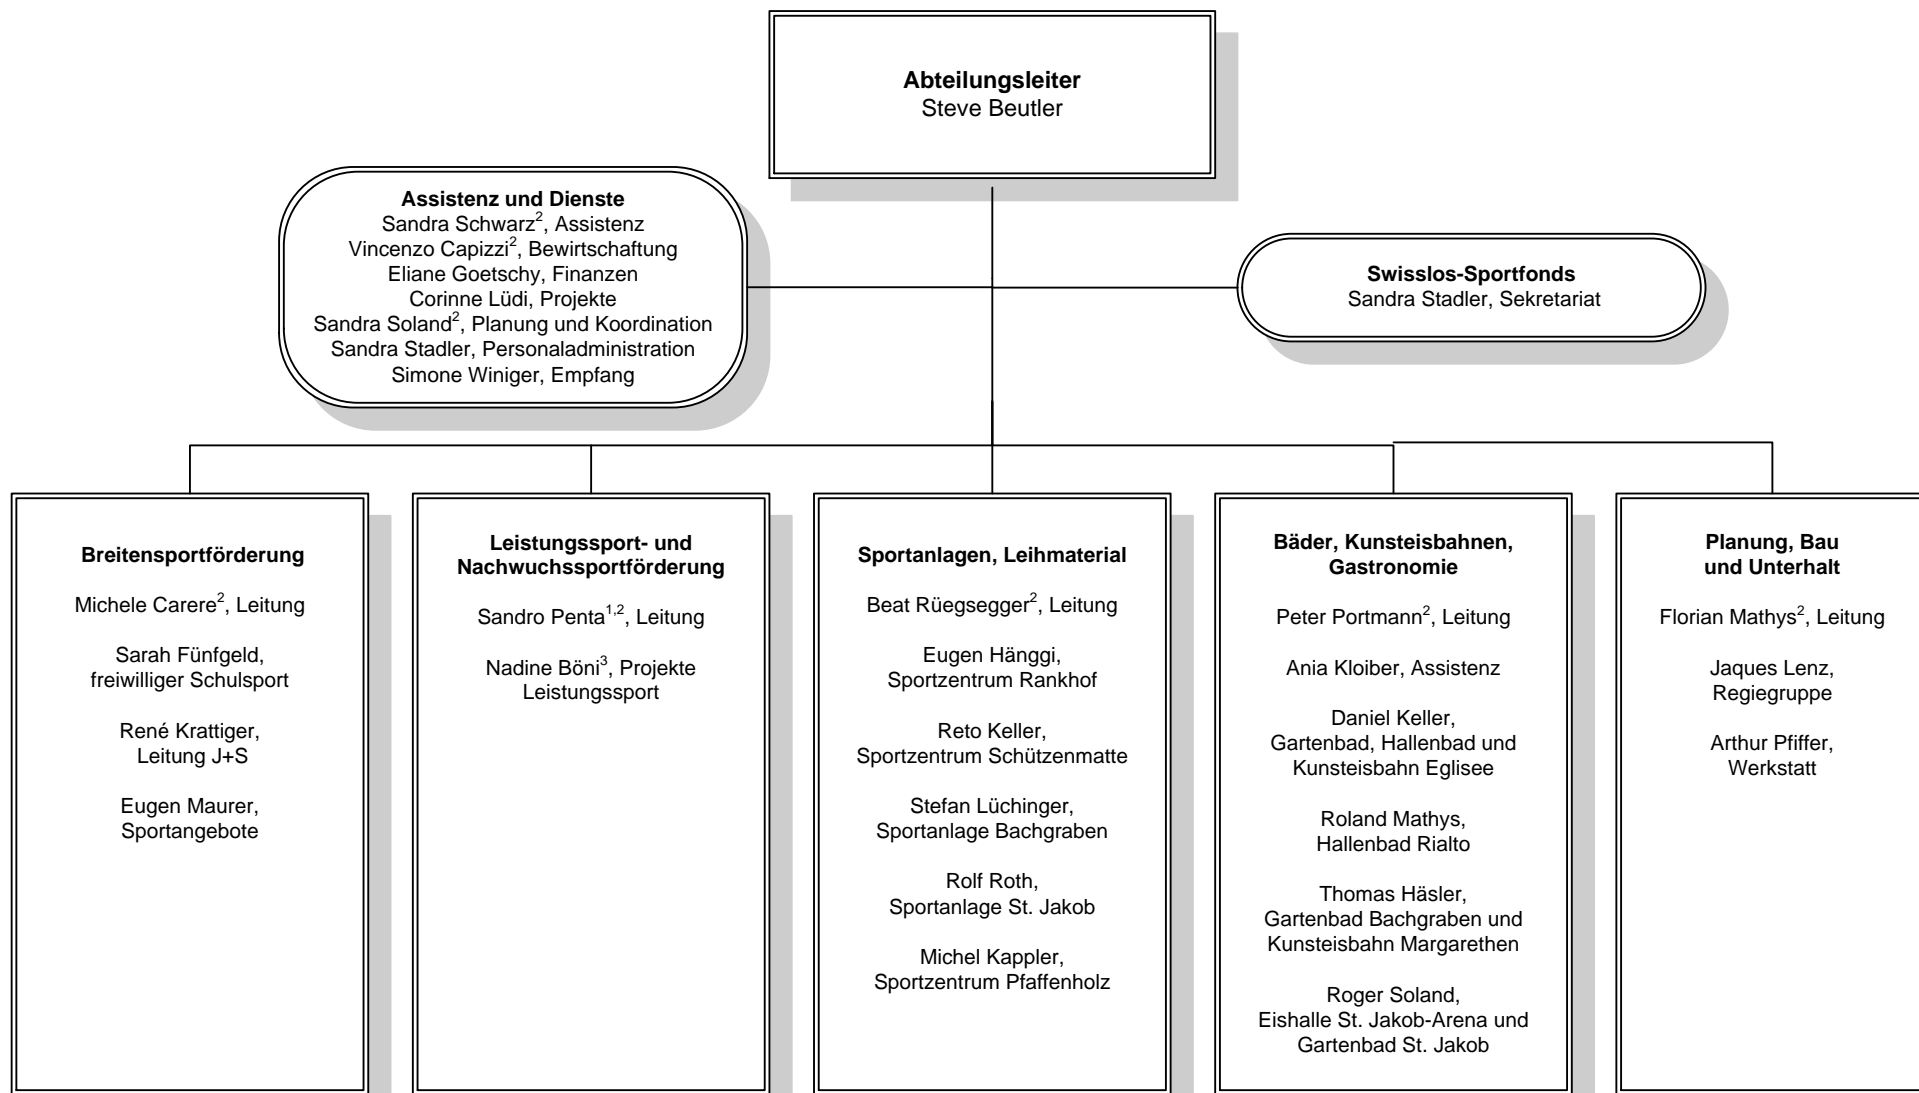 Abteilungsleiter
Steve Beutler
Assistenz und Dienste
Sandra Schwarz², Assistenz
Vincenzo Capizzi², Bewirtschaftung
Eliane Goetschy, Finanzen
Corinne Lüdi, Projekte
Sandra Soland², Planung und Koordination
Sandra Stadler, Personaladministration
Simone Winiger, Empfang
Swisslos-Sportfonds
Sandra Stadler, Sekretariat
Breitensportförderung
Michele Carere², Leitung
Sarah Fünfgeld,
freiwilliger Schulsport
René Krattiger,
Leitung J+S
Eugen Maurer,
Sportangebote
Leistungssport- und
Nachwuchssportförderung
Sandro Penta¹,², Leitung
Nadine Böni³, Projekte
Leistungssport
Sportanlagen, Leihmaterial
Beat Rüegsegger², Leitung
Eugen Hänggi,
Sportzentrum Rankhof
Reto Keller,
Sportzentrum Schützenmatte
Stefan Lüchinger,
Sportanlage Bachgraben
Rolf Roth,
Sportanlage St. Jakob
Michel Kappler,
Sportzentrum Pfaffenholz
Bäder, Kunsteisbahnen,
Gastronomie
Peter Portmann², Leitung
Ania Kloiber, Assistenz
Daniel Keller,
Gartenbad, Hallenbad und
Kunsteisbahn Eglisee
Roland Mathys,
Hallenbad Rialto
Thomas Häsler,
Gartenbad Bachgraben und
Kunsteisbahn Margarethen
Roger Soland,
Eishalle St. Jakob-Arena und
Gartenbad St. Jakob
Planung, Bau
und Unterhalt
Florian Mathys², Leitung
Jaques Lenz,
Regiegruppe
Arthur Pfiffer,
Werkstatt